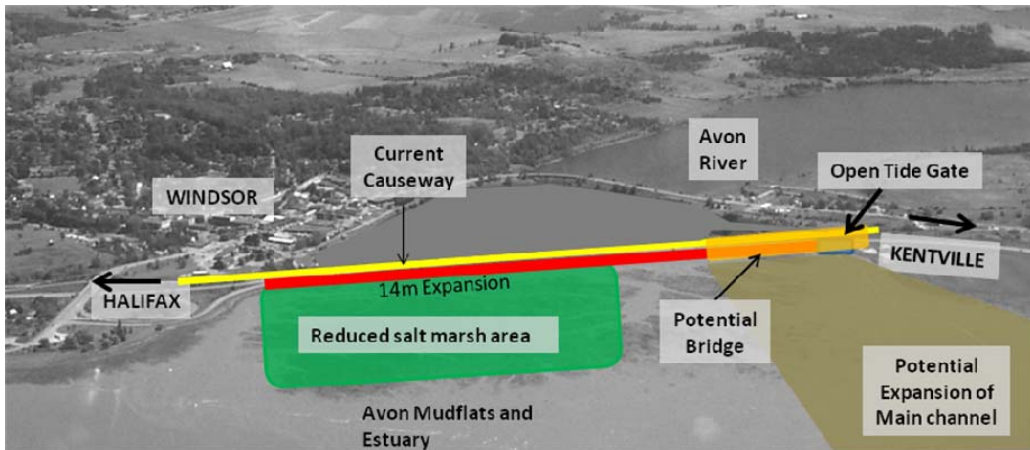 Avon
River
Current
Causeway
Open Tide Gate
WINDSOR
KENTVILLE
HALIFAX
14m Expansion
Reduced salt marsh area
Potential
Bridge
Potential
Expansion of
Main channel
Avon Mudflats and
Estuary